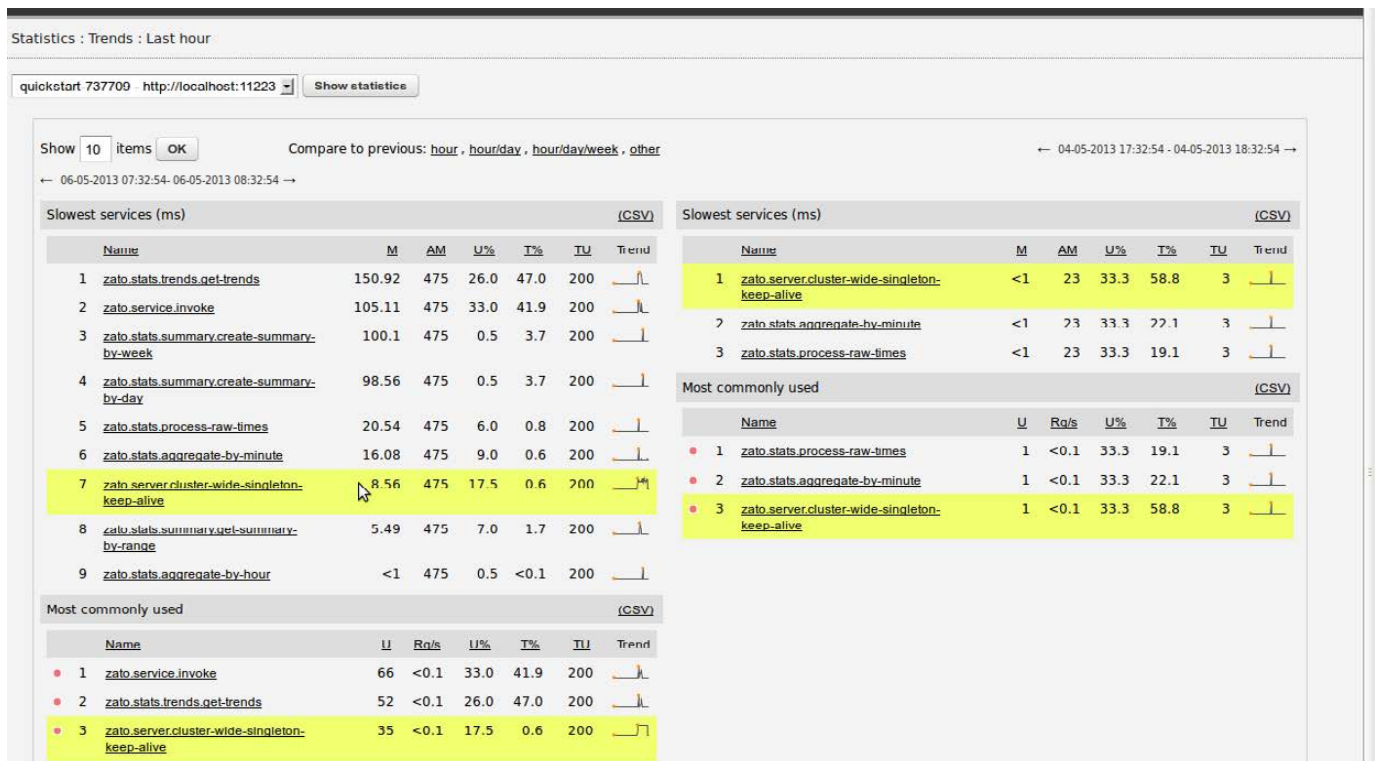 Statistics : Trends : Last hour
quickstart 737709 - http://localhost:11223 Show statistics
Show 10 items OK Compare to previous: hour , hour/day , hour/day/week , other
← 04-05-2013 17:32:54 - 04-05-2013 18:32:54 →
← 06-05-2013 07:32:54- 06-05-2013 08:32:54 →
Slowest services (ms) (CSV)
Name M AM U% T% TU Trend
1 zato.stats.trends.get-trends 150.92 475 26.0 47.0 200
2 zato.service.invoke 105.11 475 33.0 41.9 200
3 zato.stats.summary.create-summary- 100.1 475 0.5 3.7 200
by-week
4 zato.stats.summary.create-summary- 98.56 475 0.5 3.7 200
by-day
5 zato.stats.process-raw-times 20.54 475 6.0 0.8 200
6 zato.stats.aggregate-by-minute 16.08 475 9.0 0.6 200
7 zato.server.cluster-wide-singleton- 8.56 475 17.5 0.6 200
keep-alive
8 zato.stats.summary.get-summary- 5.49 475 7.0 1.7 200
by-range
9 zato.stats.aggregate-by-hour <1 475 0.5 <0.1 200
Most commonly used (CSV)
Name U Rq/s U% T% TU Trend
1 zato.service.invoke 66 <0.1 33.0 41.9 200
2 zato.stats.trends.get-trends 52 <0.1 26.0 47.0 200
3 zato.server.cluster-wide-singleton- 35 <0.1 17.5 0.6 200
keep-alive
Slowest services (ms) (CSV)
Name M AM U% T% TU Trend
1 zato.server.cluster-wide-singleton- <1 23 33.3 58.8 3
keep-alive
2 zato.stats.aggregate-by-minute <1 23 33.3 22.1 3
3 zato.stats.process-raw-times <1 23 33.3 19.1 3
Most commonly used (CSV)
Name U Rq/s U% T% TU Trend
1 zato.stats.process-raw-times 1 <0.1 33.3 19.1 3
2 zato.stats.aggregate-by-minute 1 <0.1 33.3 22.1 3
3 zato.server.cluster-wide-singleton- 1 <0.1 33.3 58.8 3
keep-alive